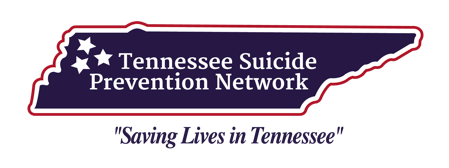 Tennessee Suicide
Prevention Network
"Saving Lives in Tennessee"